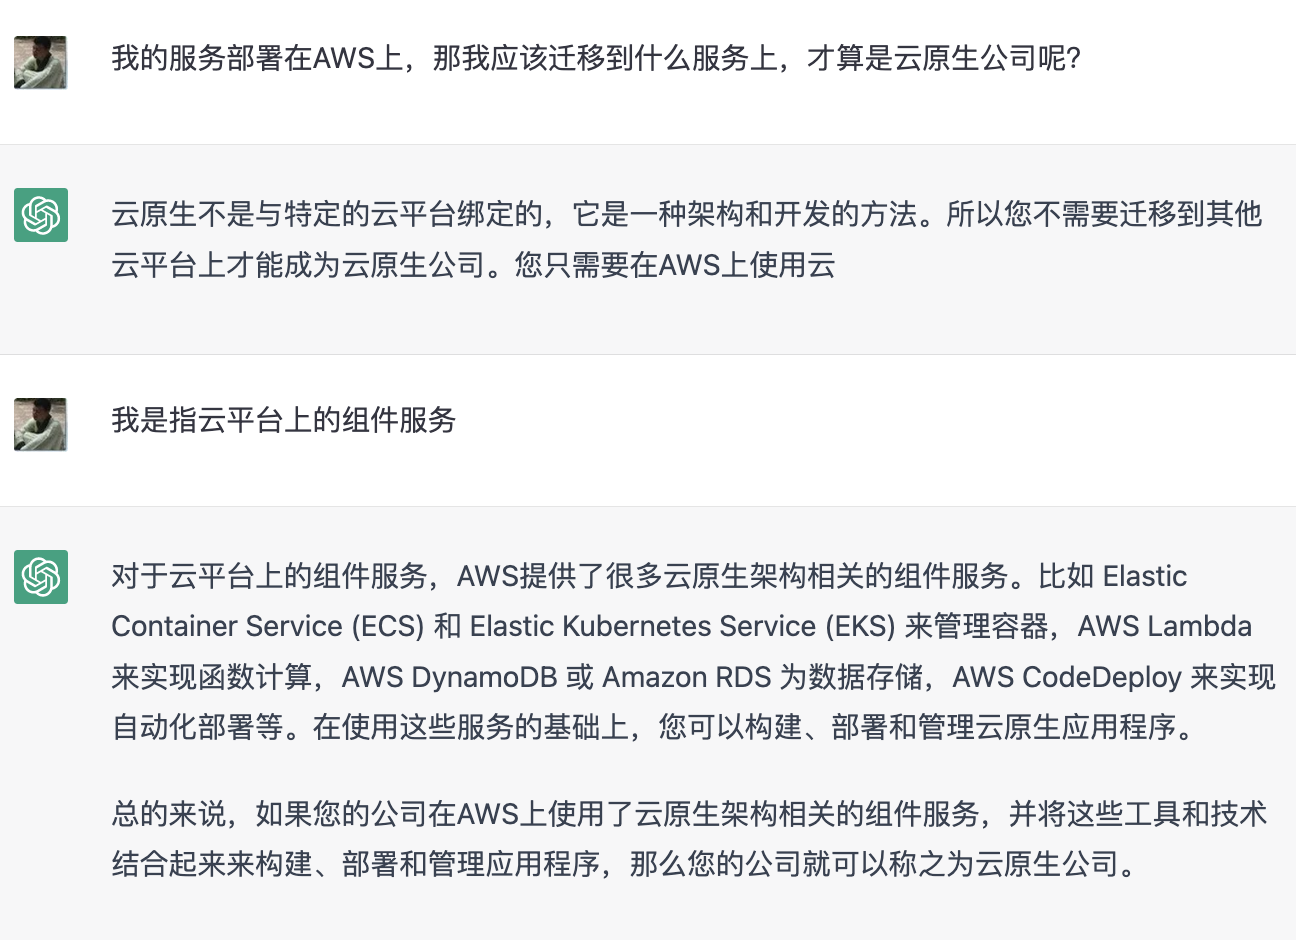 我的服务部署在AWS上，那我应该迁移到什么服务上，才算是云原生公司呢?
云原生不是与特定的云平台绑定的，它是一种架构和开发的方法。所以您不需要迁移到其他
云平台上才能成为云原生公司。您只需要在AWS上使用云
我是指云平台上的组件服务
对于云平台上的组件服务，AWS提供了很多云原生架构相关的组件服务。比如 Elastic
Container Service (ECS) 和 Elastic Kubernetes Service (EKS) 来管理容器，AWS Lambda
来实现函数计算，AWS DynamoDB 或 Amazon RDS 为数据存储，AWS CodeDeploy 来实现
自动化部署等。在使用这些服务的基础上，您可以构建、部署和管理云原生应用程序。
总的来说，如果您的公司在AWS上使用了云原生架构相关的组件服务，并将这些工具和技术
结合起来来构建、部署和管理应用程序，那么您的公司就可以称之为云原生公司。